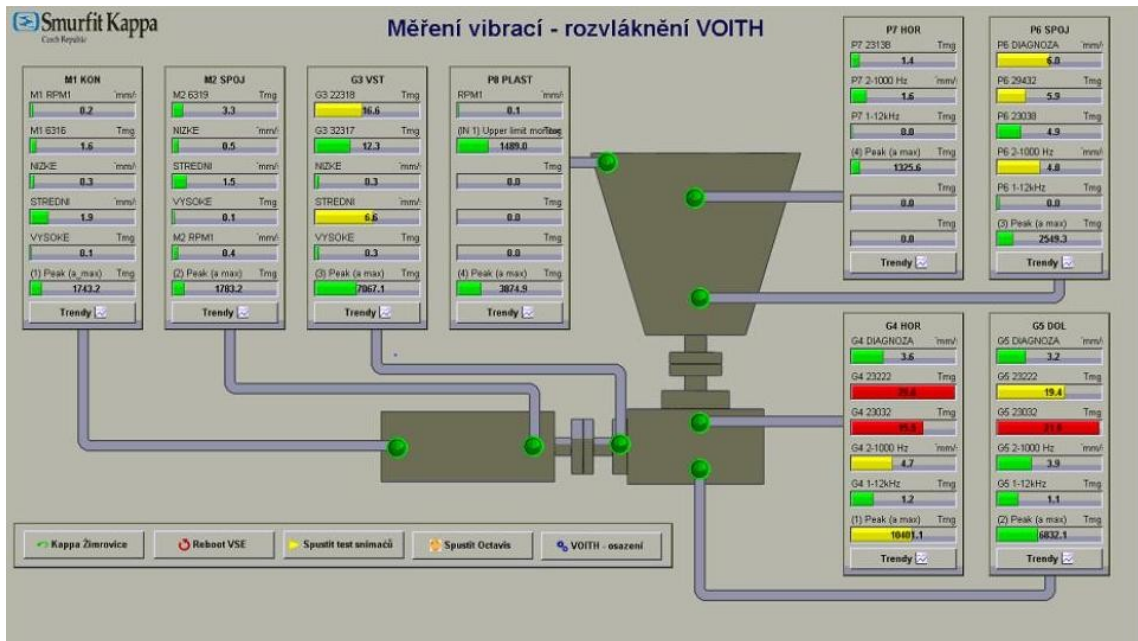 Smurfit Kappa
Czech Republic
Měření vibrací - rozvláknění VOITH
M1 KON
M1 RPM1 mm/
0.2
M1 6316 Tmg
1.6
NIZKE mm/
0.3
STREDNI mm/
1.9
VYSOKE Tmg
0.1
(1) Peak (a_max) Tmg
1743.2
Trendy
M2 SPOJ
M2 6319 Tmg
3.3
NIZKE mm/
0.5
STREDNI mm/
1.5
VYSOKE Tmg
0.1
M2 RPM1 mm/
0.4
(2) Peak (a max) Tmg
1783.2
Trendy
G3 VST
G3 22318 Tmg
16.6
G3 32317 Tmg
12.3
NIZKE mm/
0.3
STREDNI mm/
6.6
VYSOKE Tmg
0.3
(3) Peak (a max) Tmg
7067.1
Trendy
P8 PLAST
RPM1 mm/
0.1
(IN 1) Upper limit
1489.0
Tmg
0.0
Tmg
0.0
Tmg
0.0
(4) Peak (a max) Tmg
3874.9
Trendy
P7 HOR
P7 23138 Tmg
1.4
P7 2-1000 Hz mm/
1.6
P7 1-12kHz Tmg
0.0
(4) Peak (a max) Tmg
1325.6
Tmg
0.0
Tmg
0.0
Trendy
P6 SPOJ
P6 DIAGNOZA mm/
6.0
P6 29432 Tmg
5.9
P6 23038 Tmg
4.9
P6 2-1000 Hz mm/
4.0
P6 1-12kHz Tmg
0.0
(3) Peak (a max) Tmg
2549.3
Trendy
G4 HOR
G4 DIAGNOZA mm/
3.6
G4 23222 Tmg
G4 23032 Tmg
G4 2-1000 Hz mm/
4.7
G4 1-12kHz Tmg
1.2
(1) Peak (a max) Tmg
10401.1
Trendy
G5 DOL
G5 DIAGNOZA mm/
3.2
G5 23222 Tmg
19.4
G5 23032 Tmg
G5 2-1000 Hz mm/
3.9
G5 1-12kHz Tmg
1.1
(2) Peak (a max) Tmg
6832.1
Trendy
Kappa Žimrovice
Reboot VSE
Spustit test snímačů
Spustit Octavis
VOITH - osazení